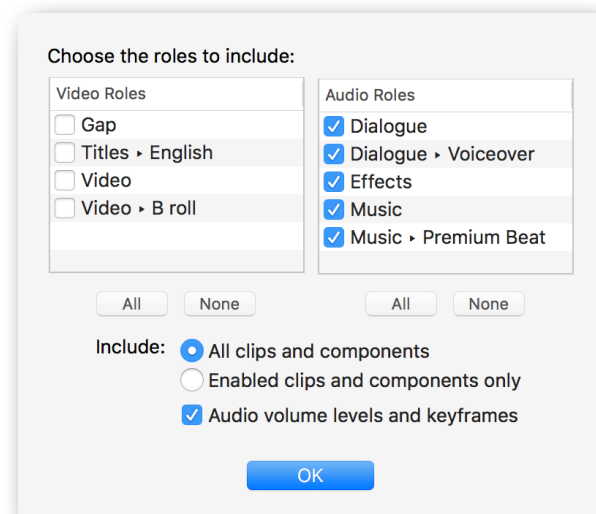 Choose the roles to include:
Video Roles
Gap
Titles ▸ English
Video
Video ▸ B roll
Audio Roles
Dialogue
Dialogue ▸ Voiceover
Effects
Music
Music ▸ Premium Beat
All
None
All
None
Include:
All clips and components
Enabled clips and components only
Audio volume levels and keyframes
OK